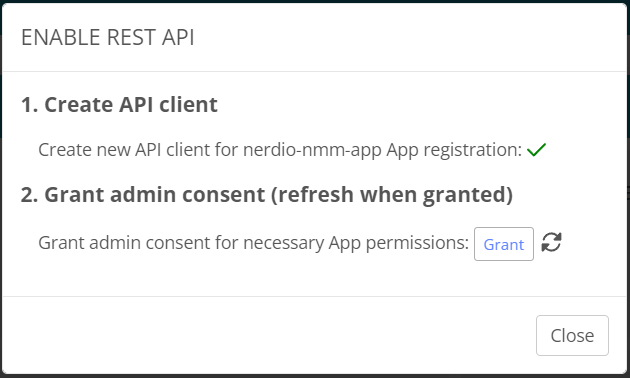 ENABLE REST API
1. Create API client
Create new API client for nerdio-nmm-app App registration:
2. Grant admin consent (refresh when granted)
Grant admin consent for necessary App permissions: Grant
Close